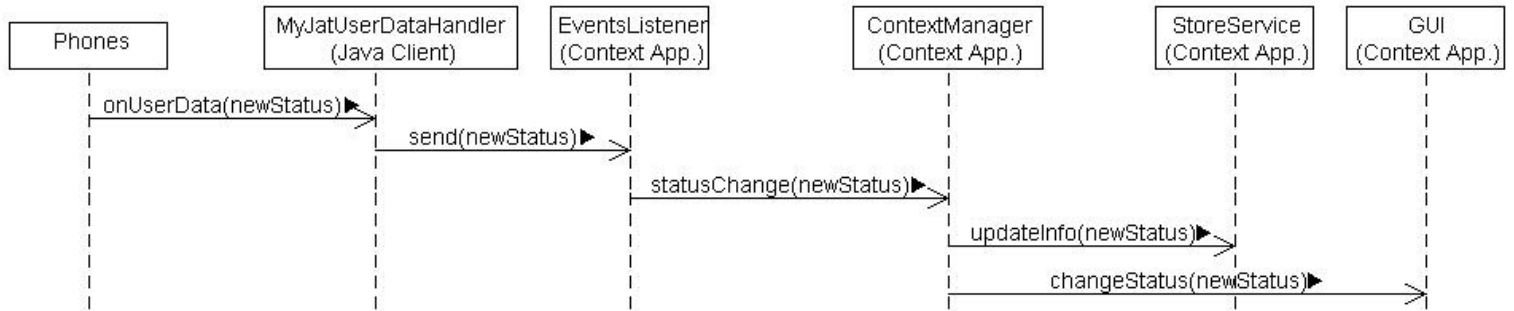 Phones
MyJatUserDataHandler
(Java Client)
EventsListener
(Context App.)
ContextManager
(Context App.)
StoreService
(Context App.)
GUI
(Context App.)
onUserData(newStatus)
send(newStatus)
statusChange(newStatus)
updateInfo(newStatus)
changeStatus(newStatus)